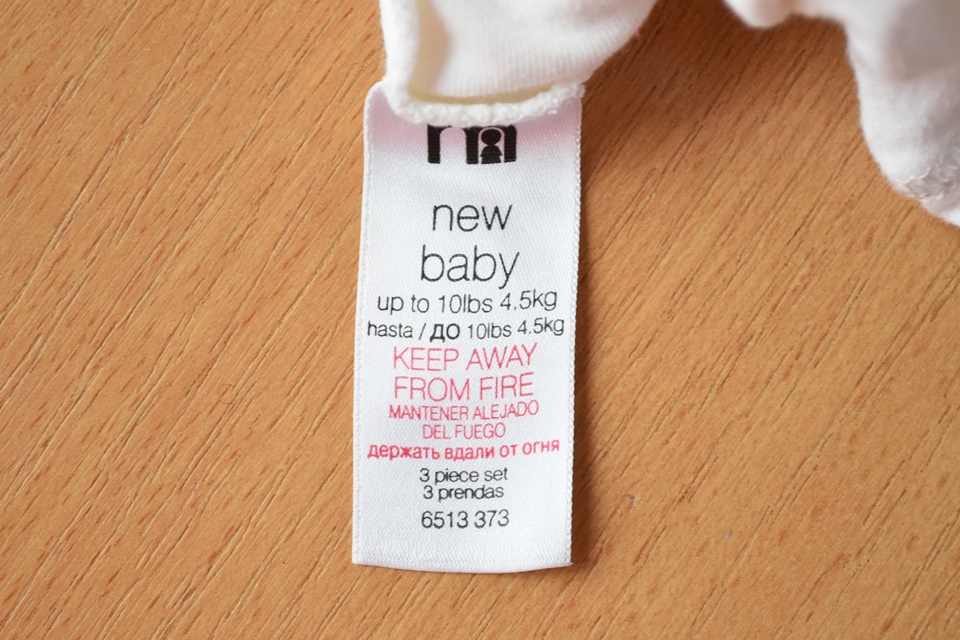 new
baby
up to 10lbs 4.5kg
hasta / ДО 10lbs 4.5kg
KEEP AWAY
FROM FIRE
MANTENER ALEJADO
DEL FUEGO
держать вдали от огня
3 piece set
3 prendas
6513 373